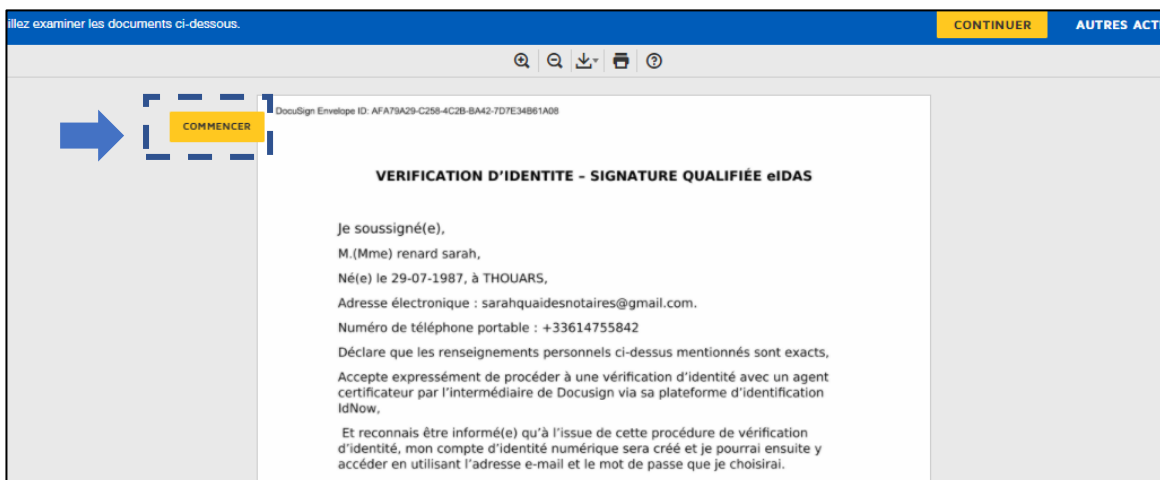 illez examiner les documents ci-dessous.
CONTINUER
AUTRES ACTI
COMMENCER
DocuSign Envelope ID: AFA79A29-C258-4C2B-BA42-7D7E34B61A08
VERIFICATION D'IDENTITE – SIGNATURE QUALIFIÉE eIDAS
Je soussigné(e),
M.(Mme) renard sarah,
Né(e) le 29-07-1987, à THOUARS,
Adresse électronique : sarahquaidesnotaires@gmail.com.
Numéro de téléphone portable : +33614755842
Déclare que les renseignements personnels ci-dessus mentionnés sont exacts,
Accepte expressément de procéder à une vérification d'identité avec un agent
certificateur par l'intermédiaire de Docusign via sa plateforme d'identification
IdNow,
Et reconnais être informé(e) qu'à l'issue de cette procédure de vérification
d'identité, mon compte d'identité numérique sera créé et je pourrai ensuite y
accéder en utilisant l'adresse e-mail et le mot de passe que je choisirai.